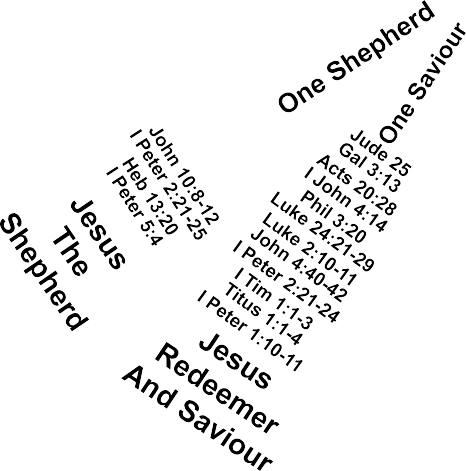 One Shepherd
One Saviour
John 10:8-12
I Peter 2:21-25
Heb 13:20
I Peter 5:4
Jesus
The
Shepherd
Jude 25
Gal 3:13
Acts 20:28
I John 4:14
Phil 3:20
Luke 24:21-29
Luke 2:10-11
John 4:40-42
I Peter 2:21-24
I Tim 1:1-3
Titus 1:1-4
I Peter 1:10-11
Jesus
Redeemer
And Saviour